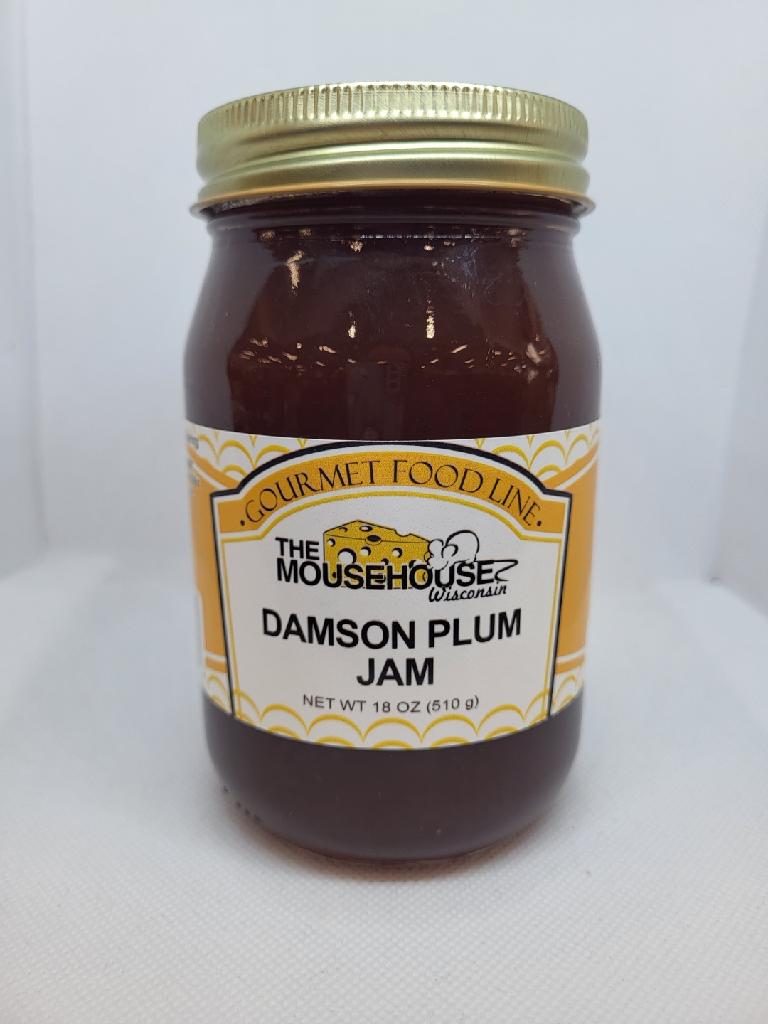 ·GOURMET FOOD LINE·
THE
MOUSEHOUSE
Wisconsin
DAMSON PLUM
JAM
NET WT 18 OZ (510 g)